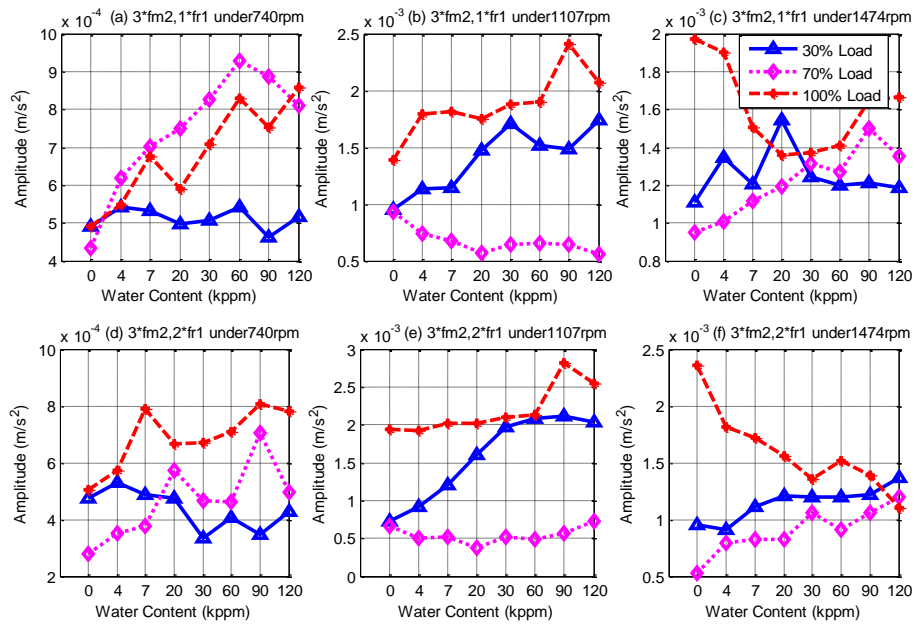 x 10^-4 (a) 3*fm2,1*fr1 under740rpm
10
9
8
7
6
5
4
Amplitude (m/s^2)
0 4 7 20 30 60 90 120
Water Content (kppm)
x 10^-3 (b) 3*fm2,1*fr1 under1107rpm
2.5
2
1.5
1
0.5
Amplitude (m/s^2)
0 4 7 20 30 60 90 120
Water Content (kppm)
x 10^-3 (c) 3*fm2,1*fr1 under1474rpm
2
1.8
1.6
1.4
1.2
1
0.8
Amplitude (m/s^2)
30% Load
70% Load
100% Load
0 4 7 20 30 60 90 120
Water Content (kppm)
x 10^-4 (d) 3*fm2,2*fr1 under740rpm
10
8
6
4
2
Amplitude (m/s^2)
0 4 7 20 30 60 90 120
Water Content (kppm)
x 10^-3 (e) 3*fm2,2*fr1 under1107rpm
3
2.5
2
1.5
1
0.5
0
Amplitude (m/s^2)
0 4 7 20 30 60 90 120
Water Content (kppm)
x 10^-3 (f) 3*fm2,2*fr1 under1474rpm
2.5
2
1.5
1
0.5
Amplitude (m/s^2)
0 4 7 20 30 60 90 120
Water Content (kppm)